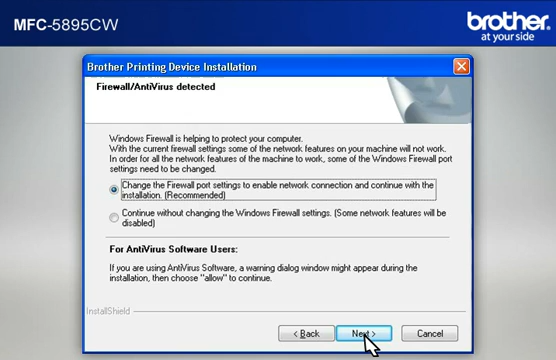 MFC-5895CW
brother®
at your side
Brother Printing Device Installation
Firewall/AntiVirus detected
Windows Firewall is helping to protect your computer.
With the current firewall settings some of the network features on your machine will not work.
In order for all the network features of the machine to work, some of the Windows Firewall port
settings need to be changed.
Change the Firewall port settings to enable network connection and continue with the
installation. (Recommended)
Continue without changing the Windows Firewall settings. (Some network features will be
disabled)
For AntiVirus Software Users:
If you are using AntiVirus Software, a warning dialog window might appear during the
installation, then choose "allow" to continue.
InstallShield
< Back
Next >
Cancel